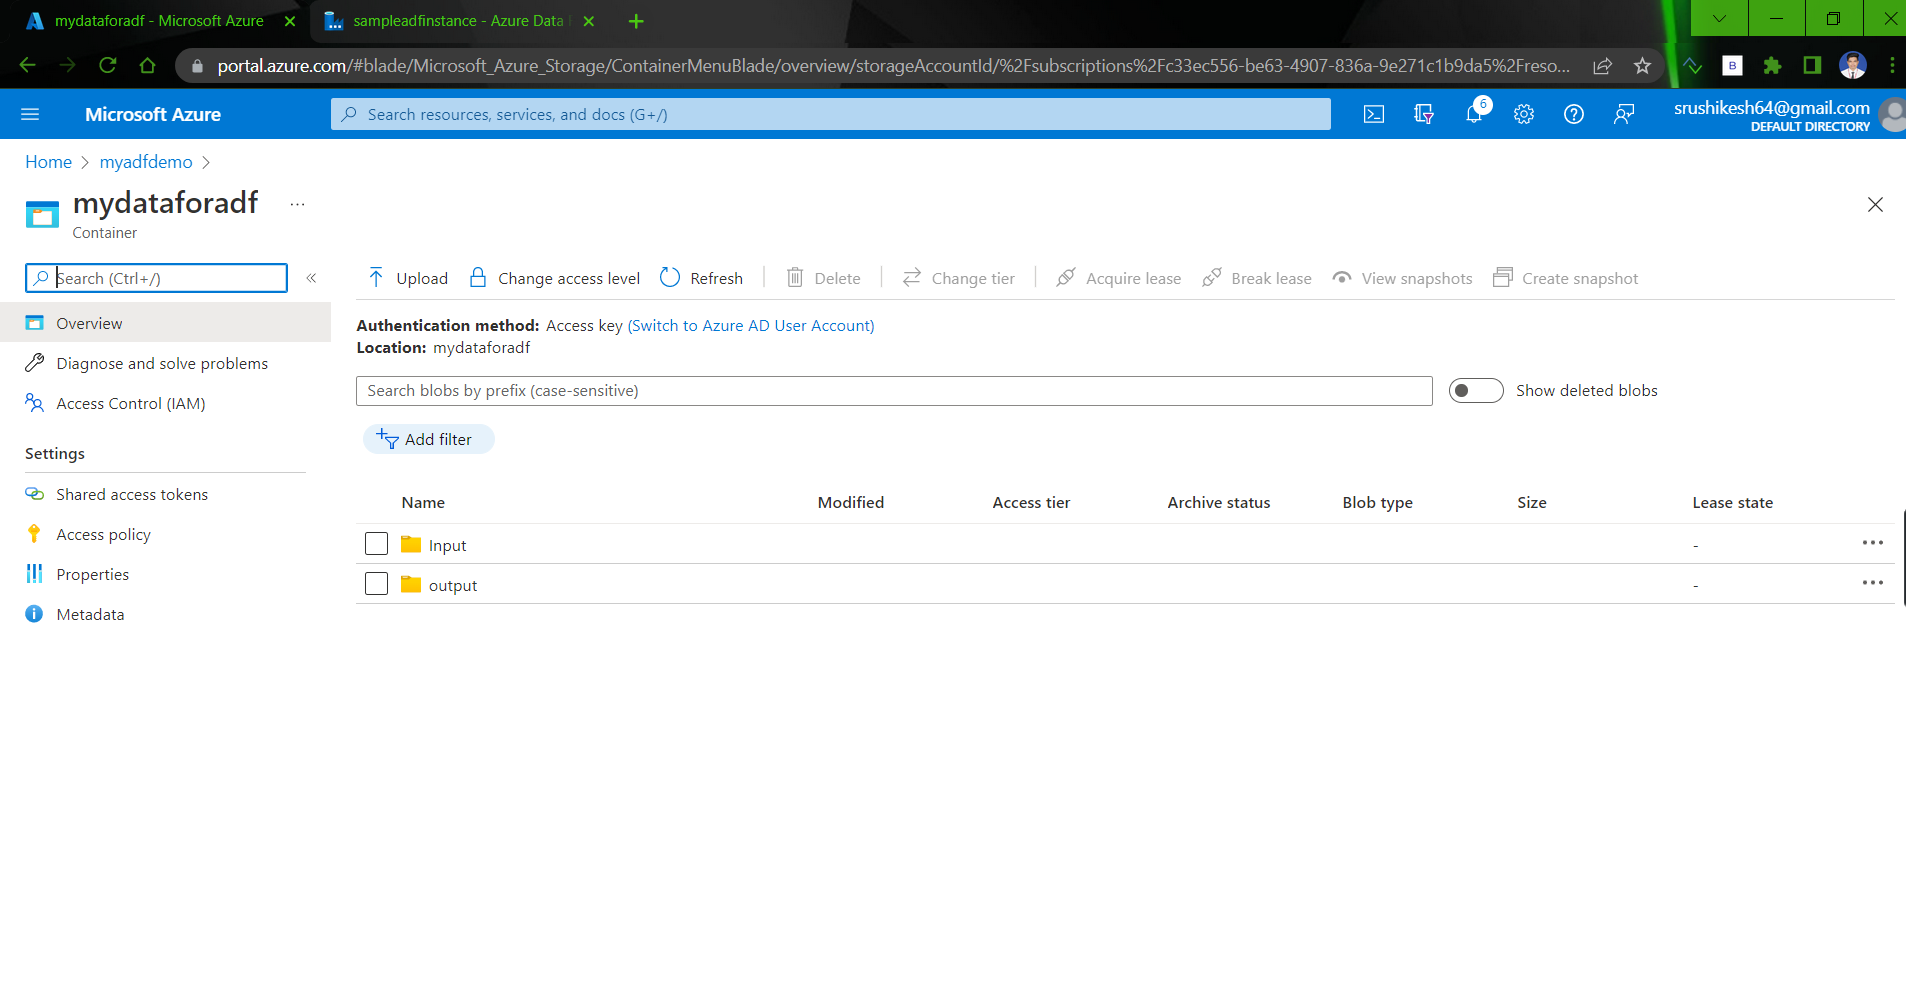 mydataforadf - Microsoft Azure
sampleadfinstance - Azure Data
portal.azure.com/#blade/Microsoft_Azure_Storage/ContainerMenuBlade/overview/storageAccountId/%2Fsubscriptions%2Fc33ec556-be63-4907-836a-9e271c1b9da5%2Freso...
B
Microsoft Azure
Search resources, services, and docs (G+/)
6
srushikesh64@gmail.com
DEFAULT DIRECTORY
Home > myadfdemo >
mydataforadf ...
Container
Search (Ctrl+/) «
Upload Change access level Refresh Delete Change tier Acquire lease Break lease View snapshots Create snapshot
Overview
Diagnose and solve problems
Access Control (IAM)
Settings
Shared access tokens
Access policy
Properties
Metadata
Authentication method: Access key (Switch to Azure AD User Account)
Location: mydataforadf
Search blobs by prefix (case-sensitive)
Show deleted blobs
Add filter
Name Modified Access tier Archive status Blob type Size Lease state
Input - ...
output - ...